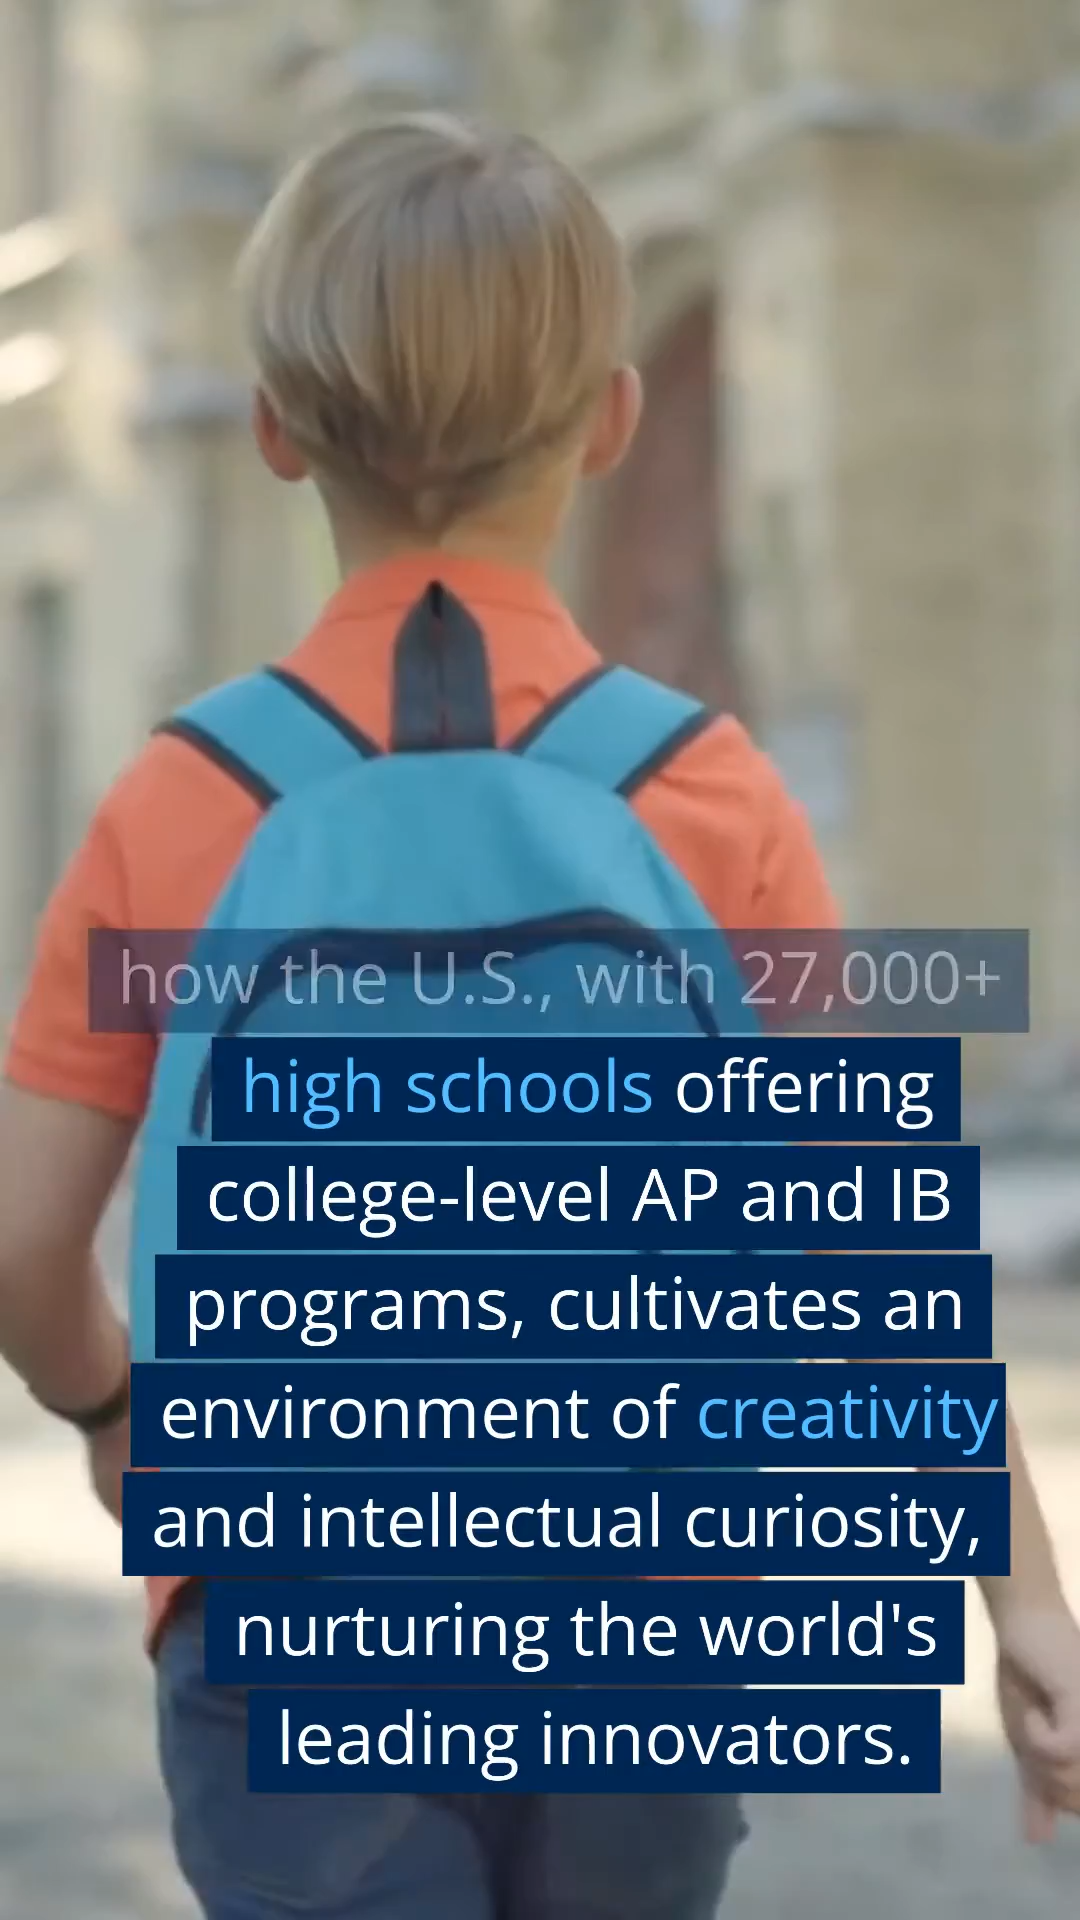 how the U.S., with 27,000+
high schools offering
college-level AP and IB
programs, cultivates an
environment of creativity
and intellectual curiosity,
nurturing the world's
leading innovators.